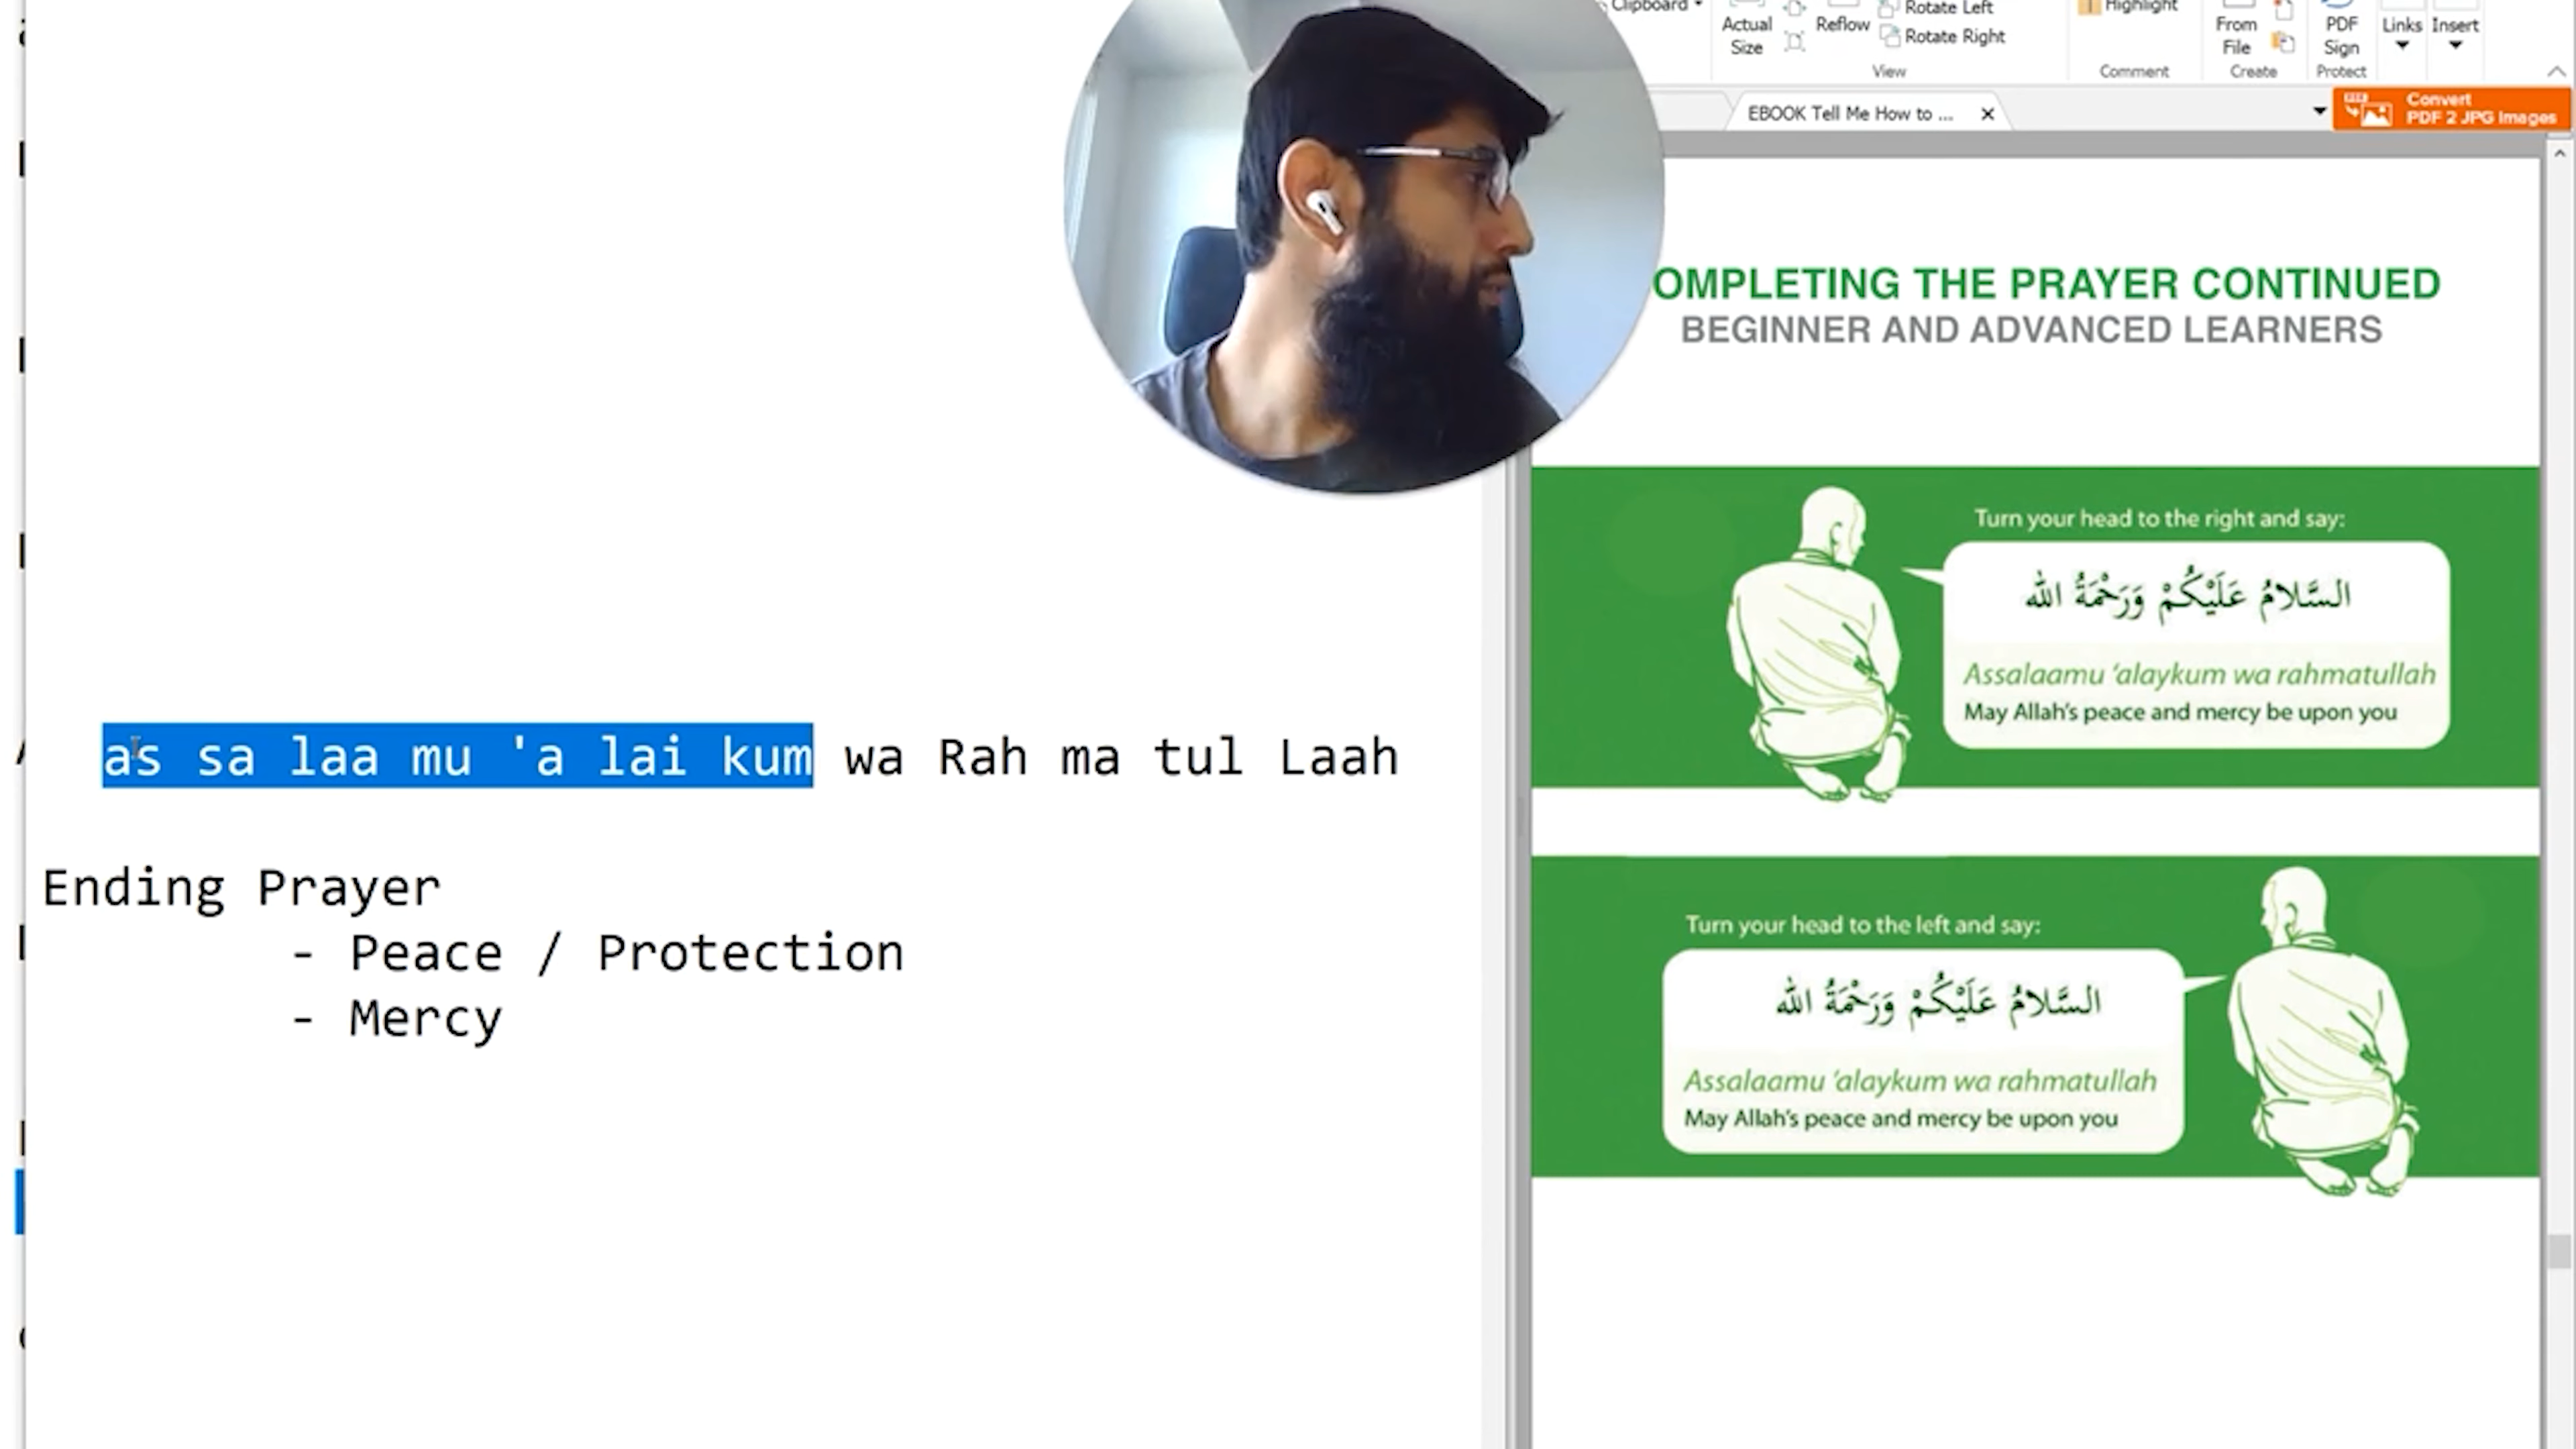 as sa laa mu 'a lai kum wa Rah ma tul Laah
Ending Prayer
- Peace / Protection
- Mercy
Clipboard
Actual Size
Reflow
Rotate Left
Rotate Right
View
Highlight
Comment
From File
Create
PDF Sign
Protect
Links
Insert
EBOOK Tell Me How to ...
Convert
PDF 2 JPG Images
OMPLETING THE PRAYER CONTINUED
BEGINNER AND ADVANCED LEARNERS
Turn your head to the right and say:
السَّلامُ عَلَيْكُمْ وَرَحْمَةُ الله
Assalaamu ‘alaykum wa rahmatullah
May Allah’s peace and mercy be upon you
Turn your head to the left and say:
السَّلامُ عَلَيْكُمْ وَرَحْمَةُ الله
Assalaamu ‘alaykum wa rahmatullah
May Allah’s peace and mercy be upon you